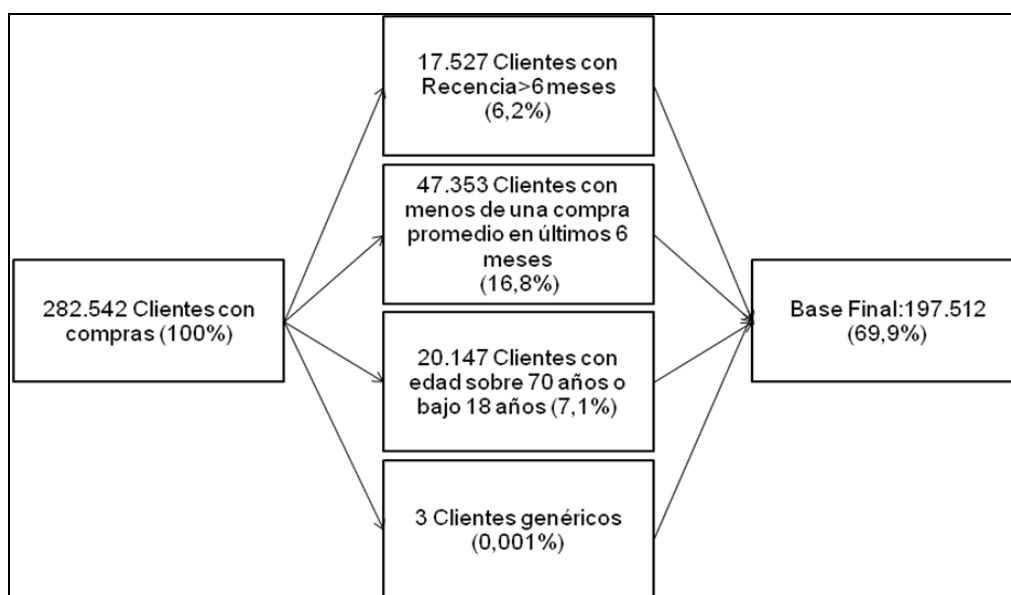 17.527 Clientes con
Recencia>6 meses
(6,2%)
47.353 Clientes con
menos de una compra
promedio en últimos 6
meses
(16,8%)
282.542 Clientes con
compras (100%)
Base Final:197.512
(69,9%)
20.147 Clientes con
edad sobre 70 años o
bajo 18 años (7,1%)
3 Clientes genéricos
(0,001%)